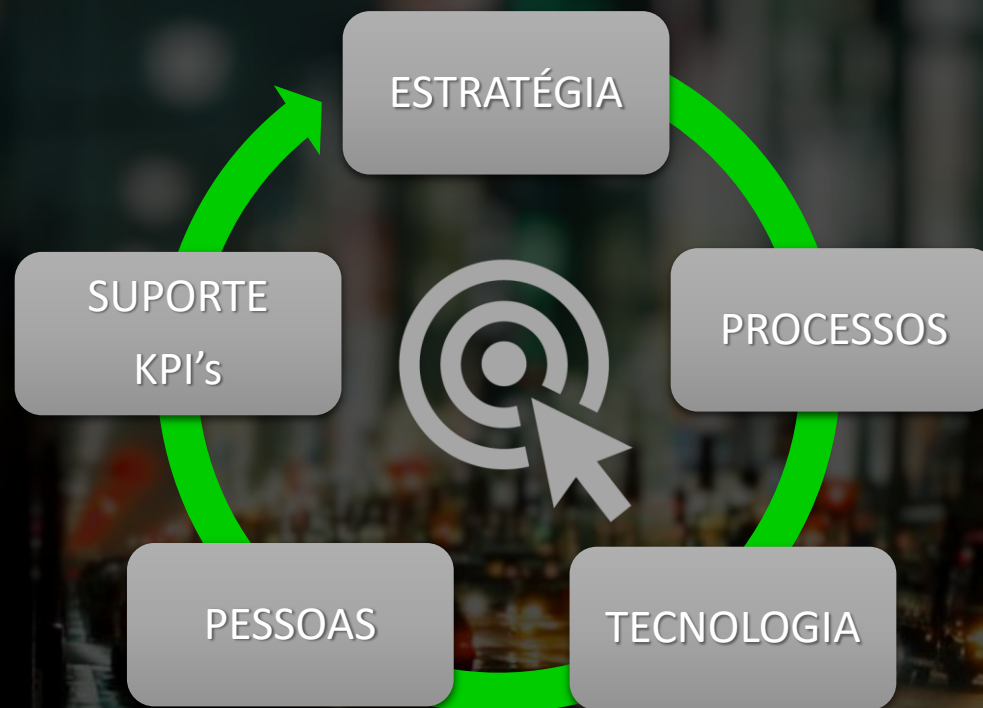 ESTRATÉGIA
PROCESSOS
TECNOLOGIA
PESSOAS
SUPORTE
KPI’s